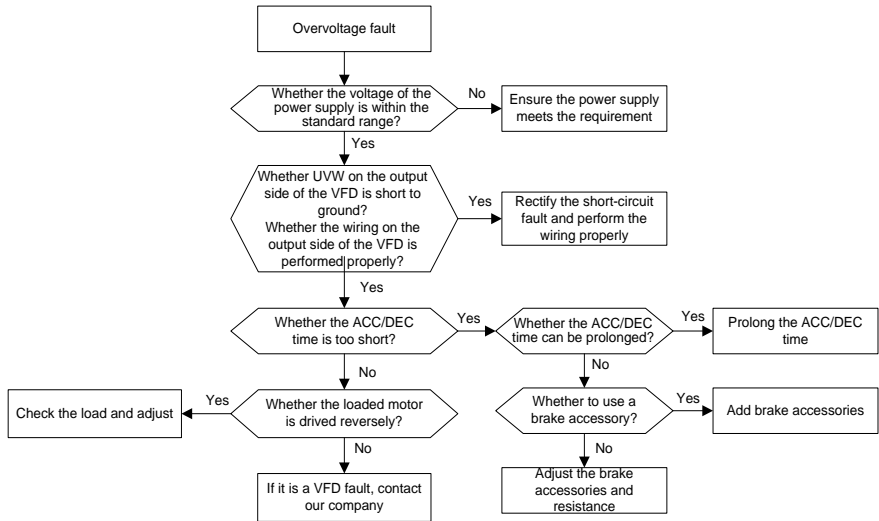 Overvoltage fault
Whether the voltage of the
power supply is within the
standard range?
No
Ensure the power supply
meets the requirement
Yes
Whether UVW on the output
side of the VFD is short to
ground?
Whether the wiring on the
output side of the VFD is
performed properly?
Yes
Rectify the short-circuit
fault and perform the
wiring properly
Yes
Whether the ACC/DEC
time is too short?
Yes
Whether the ACC/DEC
time can be prolonged?
Yes
Prolong the ACC/DEC
time
No
No
Check the load and adjust
Yes
Whether the loaded motor
is drived reversely?
Whether to use a
brake accessory?
Yes
Add brake accessories
No
No
If it is a VFD fault, contact
our company
Adjust the brake
accessories and
resistance